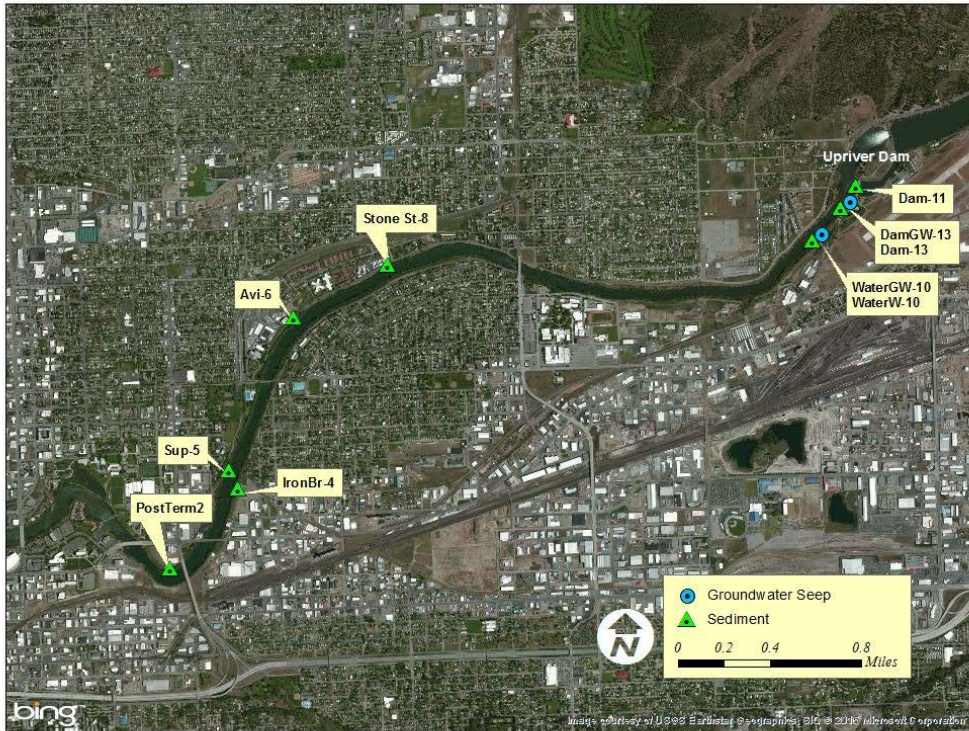 Upriver Dam
Dam-11
Stone St-8
DamGW-13
Dam-13
Avi-6
WaterGW-10
WaterW-10
Sup-5
IronBr-4
PostTerm2
Groundwater Seep
Sediment
0 0.2 0.4 0.8
Miles
N
bing
Image courtesy of USGS Earthstar Geographics SIO © 2016 Microsoft Corporation